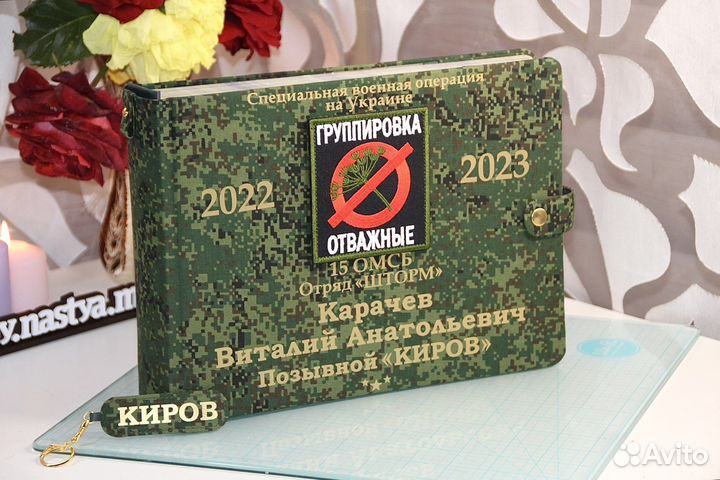 Специальная военная операция
на Украине
ГРУППИРОВКА
2022
2023
ОТВАЖНЫЕ
15 ОМСБ
Отряд «ШТОРМ»
Карачев
Виталий Анатольевич
Позывной «КИРОВ»
КИРОВ
y.nastya.m
Avito